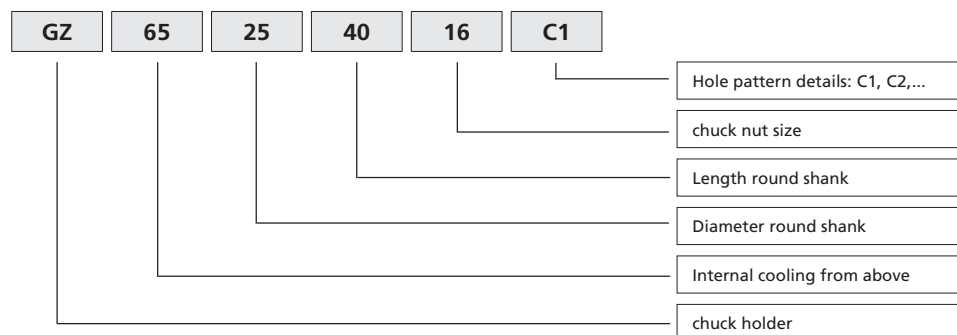 GZ 65 25 40 16 C1
Hole pattern details: C1, C2,...
chuck nut size
Length round shank
Diameter round shank
Internal cooling from above
chuck holder